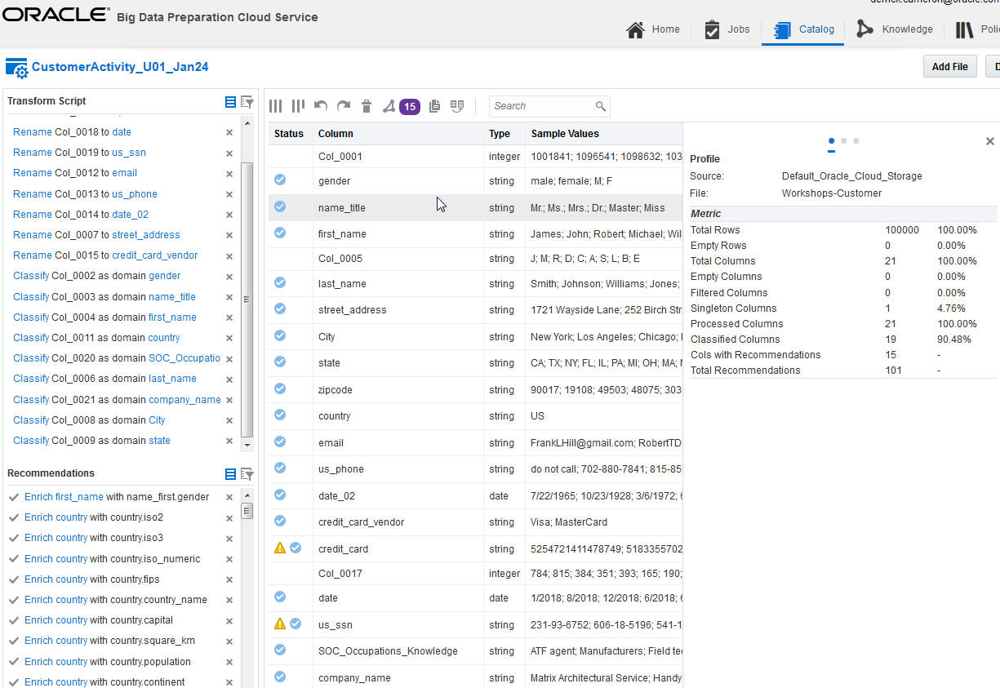 derrick.cameron@oracle.com
ORACLE® Big Data Preparation Cloud Service
Home Jobs Catalog Knowledge Poli
CustomerActivity_U01_Jan24
Add File D
Transform Script
Rename Col_0018 to date
Rename Col_0019 to us_ssn
Rename Col_0012 to email
Rename Col_0013 to us_phone
Rename Col_0014 to date_02
Rename Col_0007 to street_address
Rename Col_0015 to credit_card_vendor
Classify Col_0002 as domain gender
Classify Col_0003 as domain name_title
Classify Col_0004 as domain first_name
Classify Col_0011 as domain country
Classify Col_0020 as domain SOC_Occupatio
Classify Col_0006 as domain last_name
Classify Col_0021 as domain company_name
Classify Col_0008 as domain City
Classify Col_0009 as domain state
Recommendations
Enrich first_name with name_first.gender
Enrich country with country.iso2
Enrich country with country.iso3
Enrich country with country.iso_numeric
Enrich country with country.fips
Enrich country with country.country_name
Enrich country with country.capital
Enrich country with country.square_km
Enrich country with country.population
Enrich country with country.continent
15
Search
Status Column Type Sample Values
Col_0001 integer 1001841; 1096541; 1098632; 103
gender string male; female; M; F
name_title string Mr.; Ms.; Mrs.; Dr.; Master; Miss
first_name string James; John; Robert; Michael; Wil
Col_0005 string J; M; R; D; C; A; S; L; B; E
last_name string Smith; Johnson; Williams; Jones;
street_address string 1721 Wayside Lane; 252 Birch Str
City string New York; Los Angeles; Chicago;
state string CA; TX; NY; FL; IL; PA; MI; OH; MA;
zipcode string 90017; 19108; 49503; 48075; 303
country string US
email string FrankLHill@gmail.com; RobertTD
us_phone string do not call; 702-880-7841; 815-85
date_02 date 7/22/1965; 10/23/1928; 3/6/1972;
credit_card_vendor string Visa; MasterCard
credit_card string 5254721411478749; 5183355702
Col_0017 integer 784; 815; 384; 351; 393; 165; 190;
date date 1/2018; 8/2018; 12/2018; 6/2018;
us_ssn string 231-93-6752; 606-18-5196; 541-1
SOC_Occupations_Knowledge string ATF agent; Manufacturers; Field te
company_name string Matrix Architectural Service; Handy
Profile
Source: Default_Oracle_Cloud_Storage
File: Workshops-Customer
Metric
Total Rows 100000 100.00%
Empty Rows 0 0.00%
Total Columns 21 100.00%
Empty Columns 0 0.00%
Filtered Columns 0 0.00%
Singleton Columns 1 4.76%
Processed Columns 21 100.00%
Classified Columns 19 90.48%
Cols with Recommendations 15 -
Total Recommendations 101 -